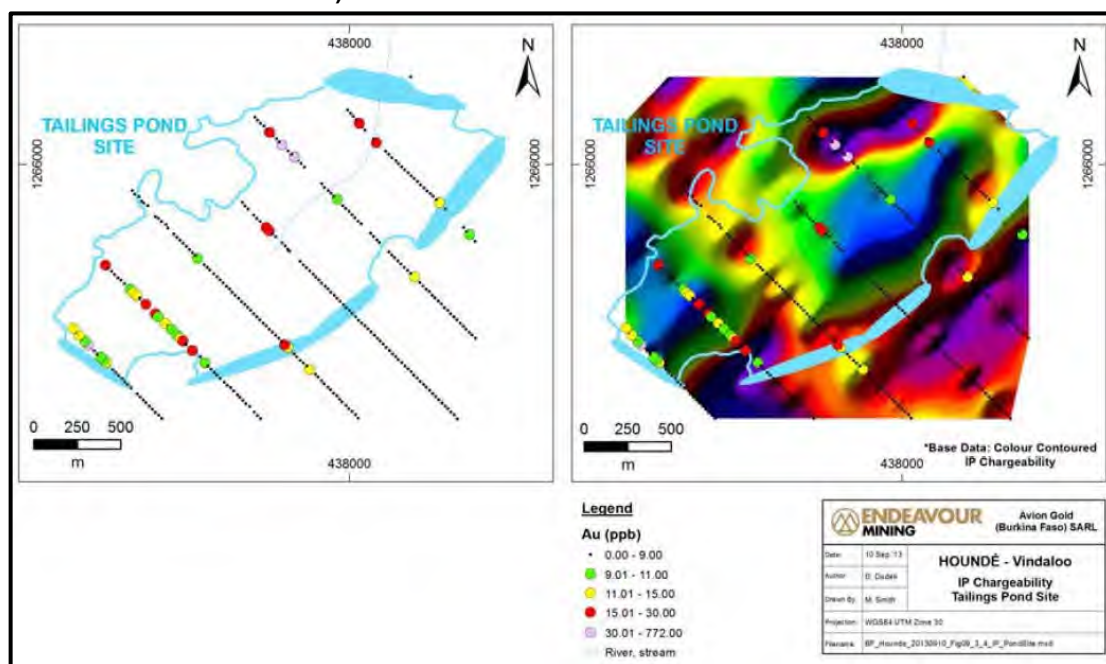 438000
N
TAILINGS POND
SITE
1266000
1266000
0 250 500
m
438000
438000
N
TAILINGS POND
SITE
1266000
1266000
0 250 500
m
*Base Data: Colour Contoured
IP Chargeability
438000
Legend
Au (ppb)
0.00 - 9.00
9.01 - 11.00
11.01 - 15.00
15.01 - 30.00
30.01 - 772.00
River, stream
ENDEAVOUR
MINING
Avion Gold
(Burkina Faso) SARL
Date: 10 Sep '13
Author:
Drawn By: M. Smith
HOUNDÉ - Vindaloo
IP Chargeability
Tailings Pond Site
Projection: WGS84 UTM Zone 30
Filename: